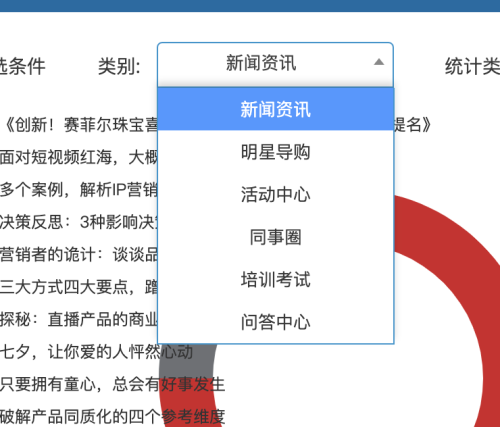 选条件 类别: 新闻资讯 统计类
新闻资讯
明星导购
活动中心
同事圈
培训考试
问答中心
《创新！赛菲尔珠宝喜 提名》
面对短视频红海，大概
多个案例，解析IP营销
决策反思：3种影响决
营销者的诡计：谈谈品
三大方式四大要点，蹭
探秘：直播产品的商业
七夕，让你爱的人怦然心动
只要拥有童心，总会有好事发生
破解产品同质化的四个参考维度